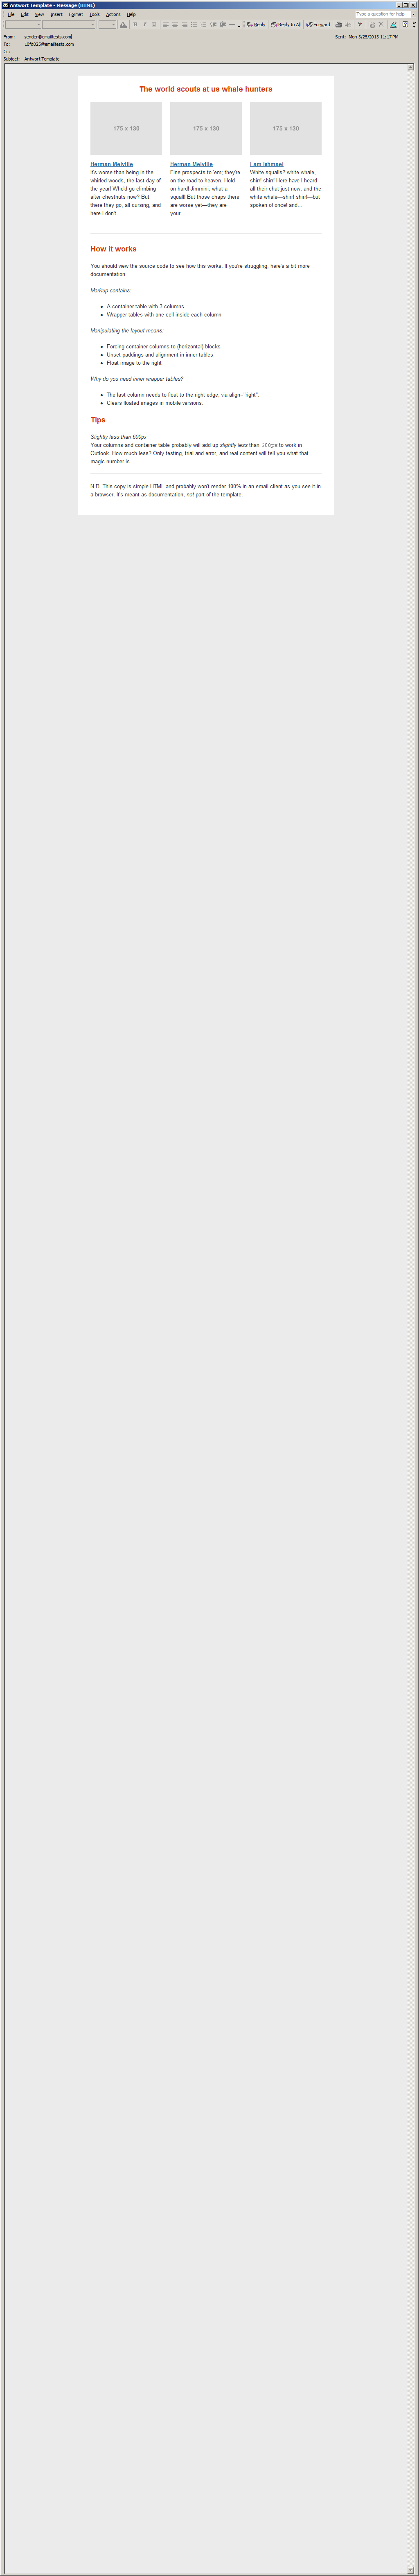 Antwort Template - Message (HTML)
File Edit View Insert Format Tools Actions Help
Type a question for help
Reply Reply to All Forward
From: sender@emailtests.com
Sent: Mon 3/25/2013 11:17 PM
To:
Cc:
Subject: Antwort Template
The world scouts at us whale hunters
175 x 130
Herman Melville
It's worse than being in the
whirled woods, the last day of
the year! Who'd go climbing
after chestnuts now? But
there they go, all cursing, and
here I don't.
175 x 130
Herman Melville
Fine prospects to 'em; they're
on the road to heaven. Hold
on hard! Jimmini, what a
squall! But those chaps there
are worse yet—they are
your...
175 x 130
I am Ishmael
White squalls? white whale,
shirr! shirr! Here have I heard
all their chat just now, and the
white whale—shirr! shirr!—but
spoken of once! and...
How it works
You should view the source code to see how this works. If you're struggling, here's a bit more
documentation
Markup contains:
• A container table with 3 columns
• Wrapper tables with one cell inside each column
Manipulating the layout means:
• Forcing container columns to (horizontal) blocks
• Unset paddings and alignment in inner tables
• Float image to the right
Why do you need inner wrapper tables?
• The last column needs to float to the right edge, via align="right".
• Clears floated images in mobile versions
Tips
Slightly less than 600px
Your columns and container table probably will add up slightly less than 600px to work in
Outlook. How much less? Only testing, trial and error, and real content will tell you what that
magic number is.
N.B. This copy is simple HTML and probably won't render 100% in an email client as you see it in
a browser. It's meant as documentation, not part of the template.